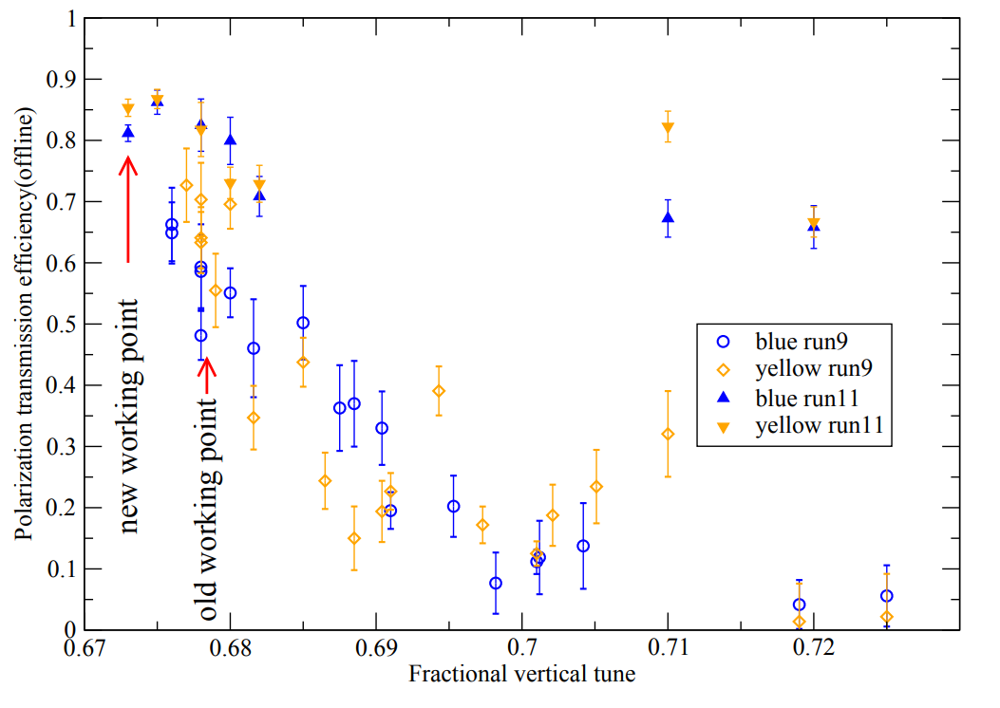 1
0.9
0.8
0.7
0.6
0.5
0.4
0.3
0.2
0.1
0
Polarization transmission efficiency(offline)
new working point
old working point
blue run9
yellow run9
blue run11
yellow run11
0.67 0.68 0.69 0.7 0.71 0.72
Fractional vertical tune